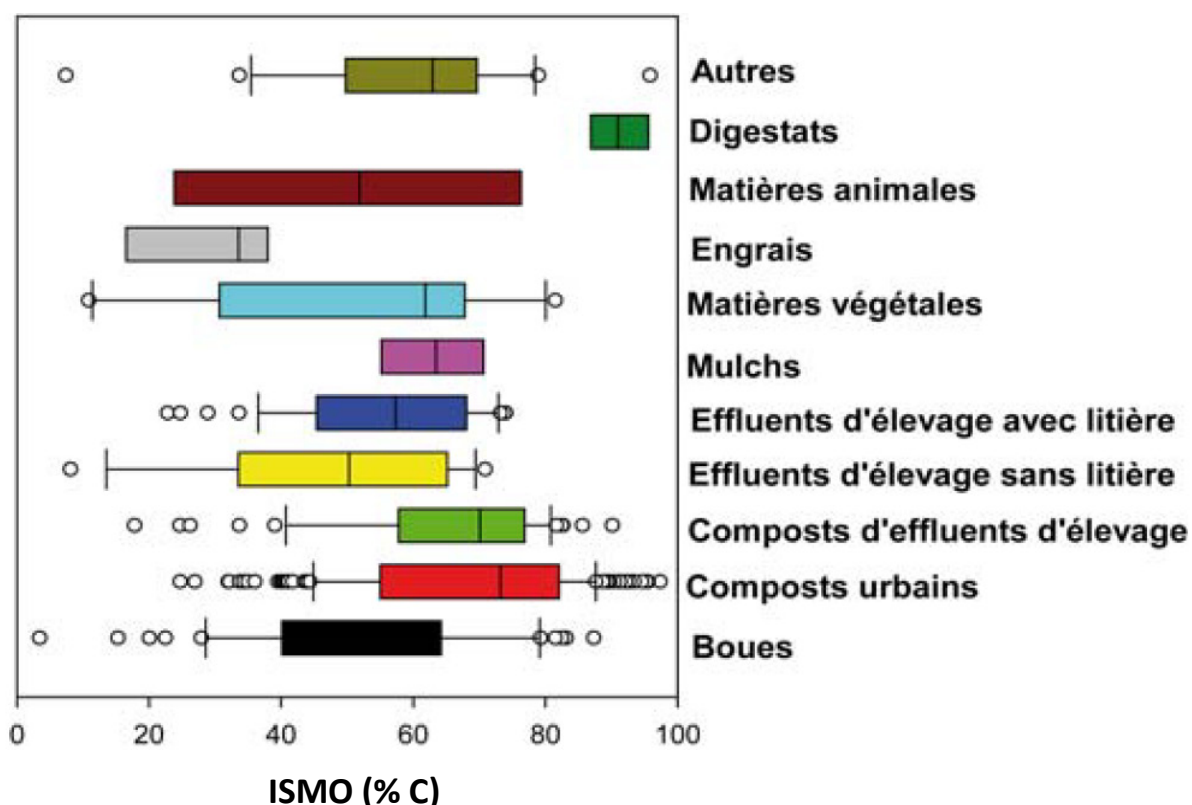 Autres
Digestats
Matières animales
Engrais
Matières végétales
Mulchs
Effluents d'élevage avec litière
Effluents d'élevage sans litière
Composts d'effluents d'élevage
Composts urbains
Boues
0 20 40 60 80 100
ISMO (% C)